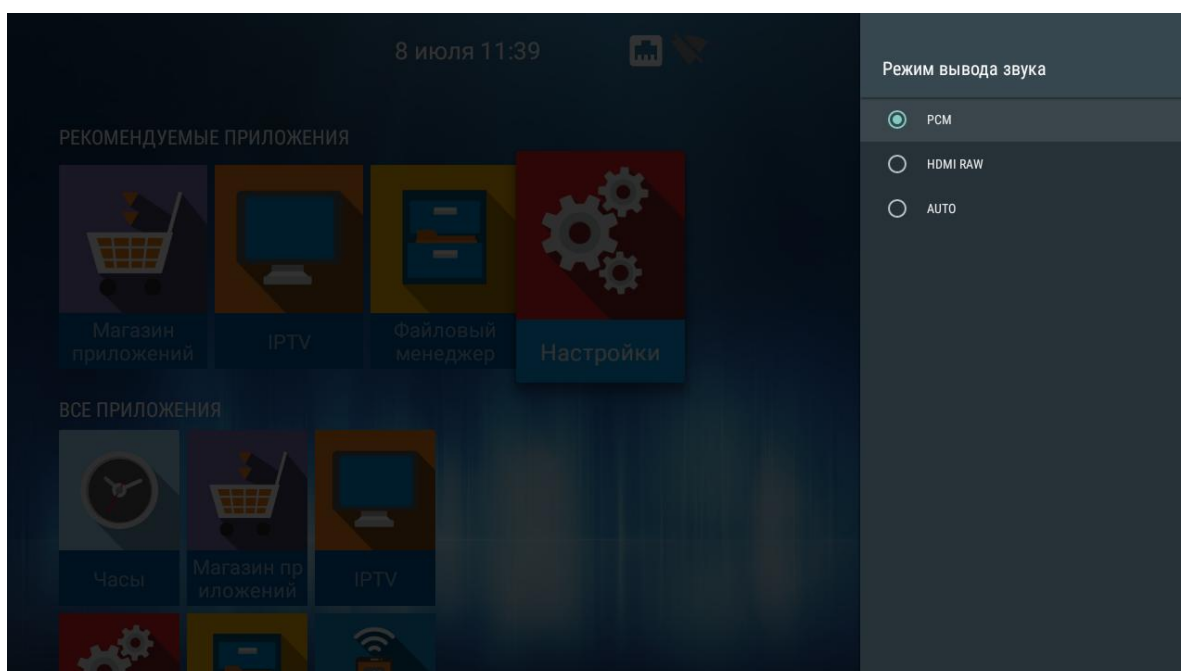 8 июля 11:39
Режим вывода звука
PCM
HDMI RAW
AUTO
РЕКОМЕНДУЕМЫЕ ПРИЛОЖЕНИЯ
Магазин
приложений
IPTV
Файловый
менеджер
Настройки
ВСЕ ПРИЛОЖЕНИЯ
Часы
Магазин пр
иложений
IPTV